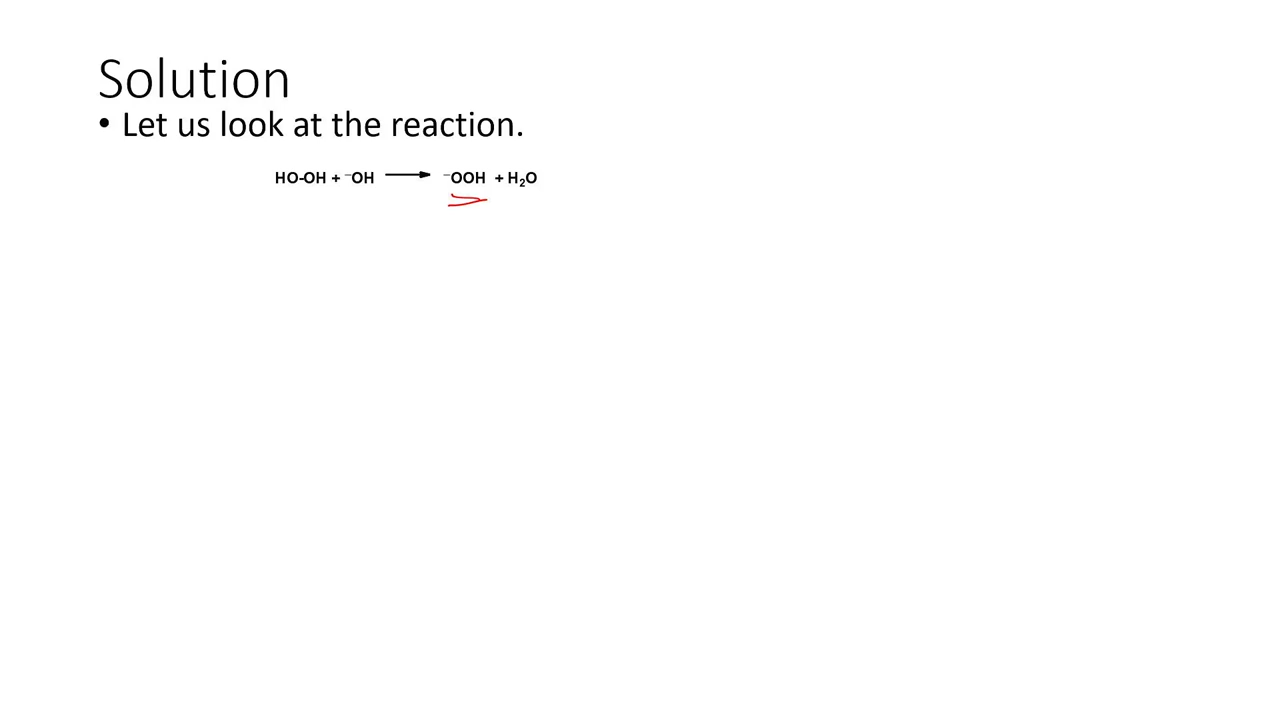 Solution
• Let us look at the reaction.
HO-OH + ⁻OH ⟶ ⁻OOH + H₂O